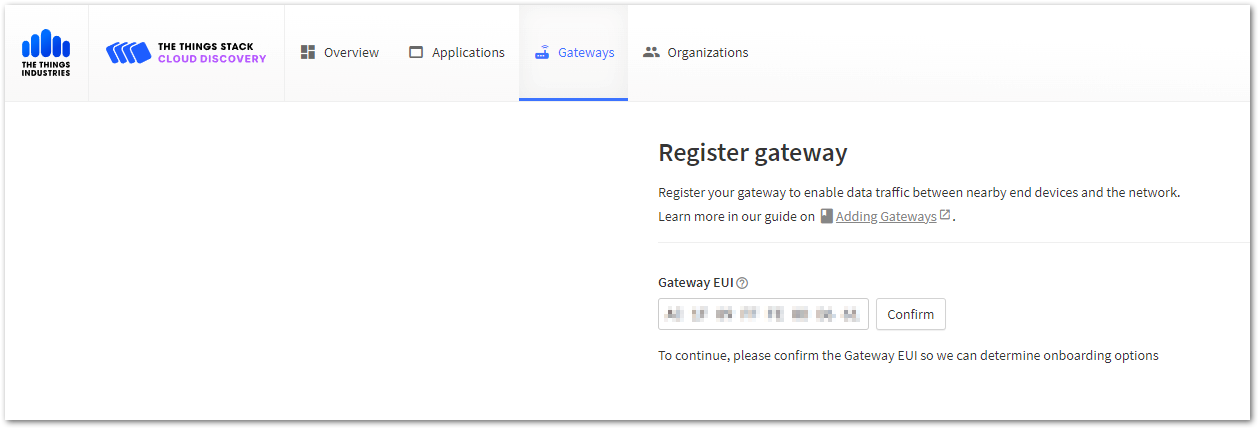 THE THINGS
INDUSTRIES
THE THINGS STACK
CLOUD DISCOVERY
Overview
Applications
Gateways
Organizations
Register gateway
Register your gateway to enable data traffic between nearby end devices and the network.
Learn more in our guide on Adding Gateways.
Gateway EUI
Confirm
To continue, please confirm the Gateway EUI so we can determine onboarding options